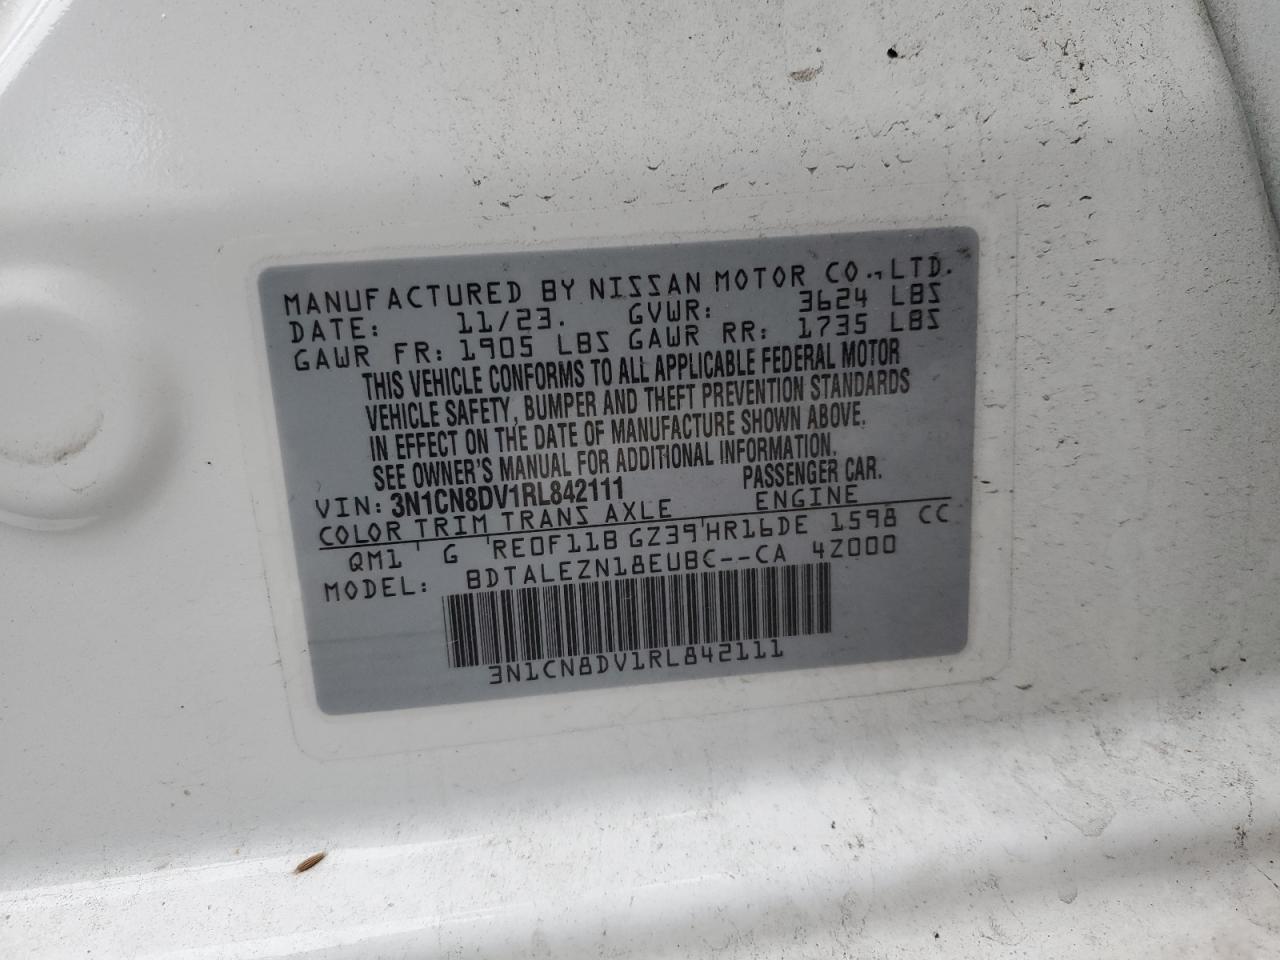 MANUFACTURED BY NISSAN MOTOR CO., LTD.
DATE: 11/23. GVWR: 3624 LBS
GAWR FR: 1905 LBS GAWR RR: 1735 LBS
THIS VEHICLE CONFORMS TO ALL APPLICABLE FEDERAL MOTOR
VEHICLE SAFETY, BUMPER AND THEFT PREVENTION STANDARDS
IN EFFECT ON THE DATE OF MANUFACTURE SHOWN ABOVE.
SEE OWNER'S MANUAL FOR ADDITIONAL INFORMATION.
VIN: 3N1CN8DV1RL842111 PASSENGER CAR.
COLOR TRIM TRANS AXLE ENGINE
QM1 ' G 'RE0F11B GZ39'HR16DE 1598 CC
MODEL: BDTALEZN18EUBC--CA 4Z000
3N1CN8DV1RL842111